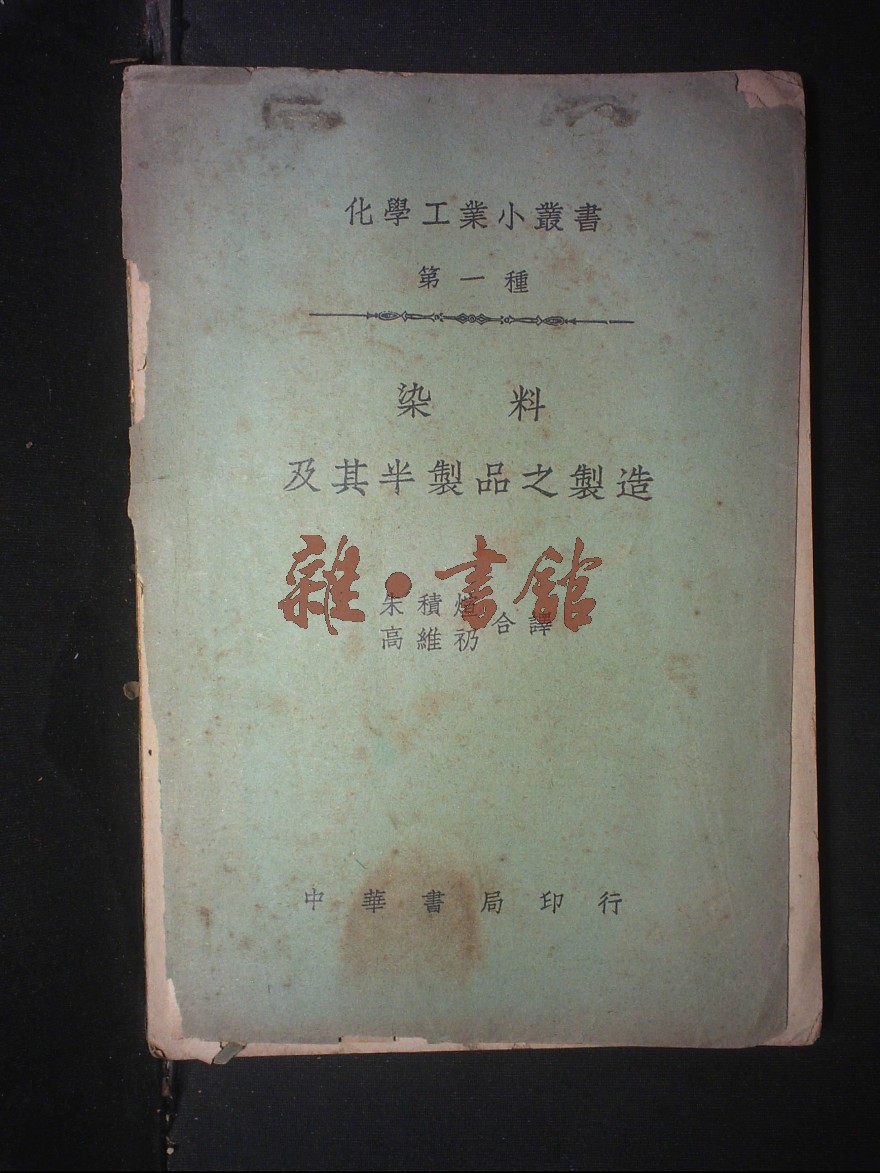 化學工業小叢書
第一種
染料
及其半製品之製造
雜·書館
朱積煊
高維礽
合譯
中華書局印行